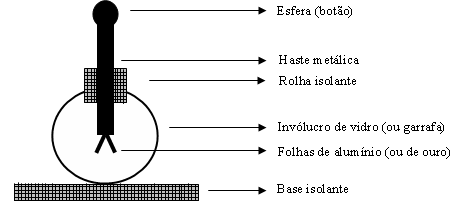 Esfera (botão)
Haste metálica
Rolha isolante
Invólucro de vidro (ou garrafa)
Folhas de alumínio (ou de ouro)
Base isolante